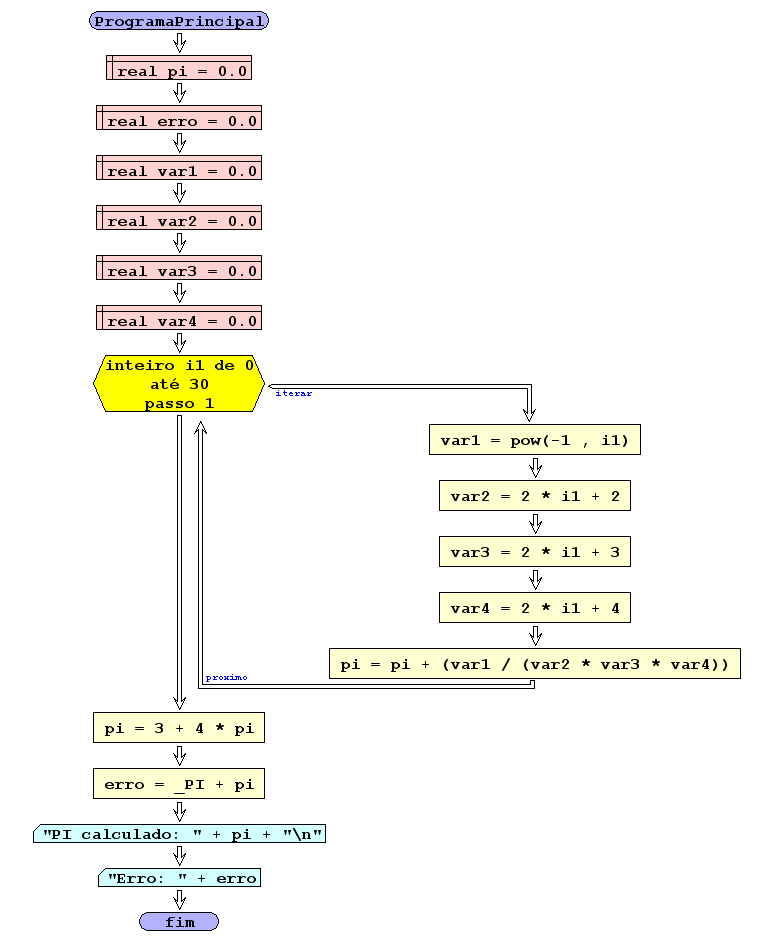 ProgramaPrincipal
real pi = 0.0
real erro = 0.0
real var1 = 0.0
real var2 = 0.0
real var3 = 0.0
real var4 = 0.0
inteiro i1 de 0
até 30
passo 1
iterar
var1 = pow(-1 , i1)
var2 = 2 * i1 + 2
var3 = 2 * i1 + 3
var4 = 2 * i1 + 4
pi = pi + (var1 / (var2 * var3 * var4))
proximo
pi = 3 + 4 * pi
erro = _PI + pi
"PI calculado: " + pi + "\n"
"Erro: " + erro
fim